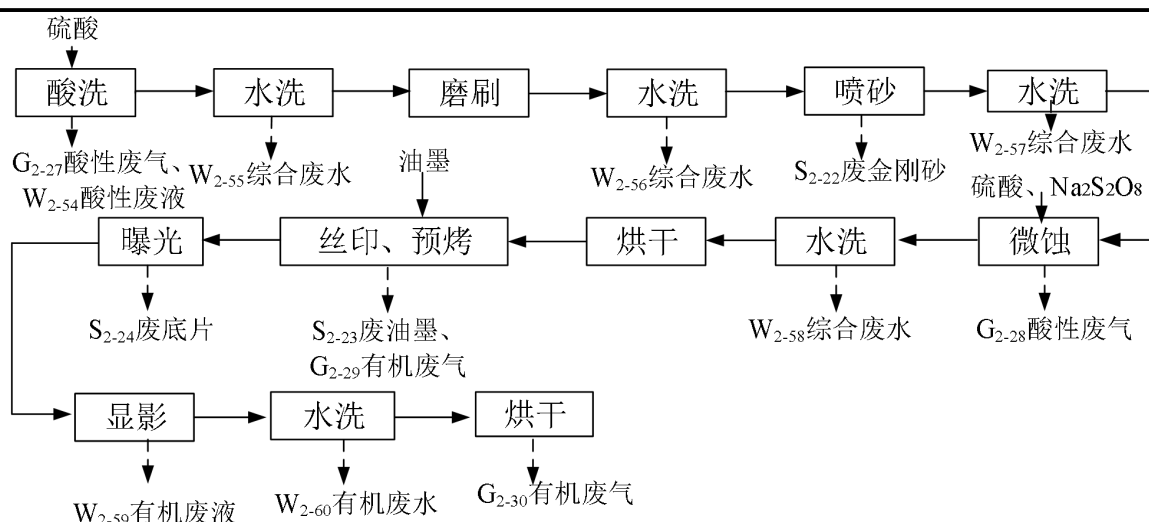 硫酸
酸洗
水洗
磨刷
水洗
喷砂
水洗
G2-27酸性废气、
W2-54酸性废液
W2-55综合废水
油墨
W2-56综合废水
S2-22废金刚砂
W2-57综合废水
硫酸、Na2S2O8
曝光
丝印、预烤
烘干
水洗
微蚀
S2-24废底片
S2-23废油墨、
G2-29有机废气
W2-58综合废水
G2-28酸性废气
显影
水洗
烘干
W2-59有机废液
W2-60有机废水
G2-30有机废气